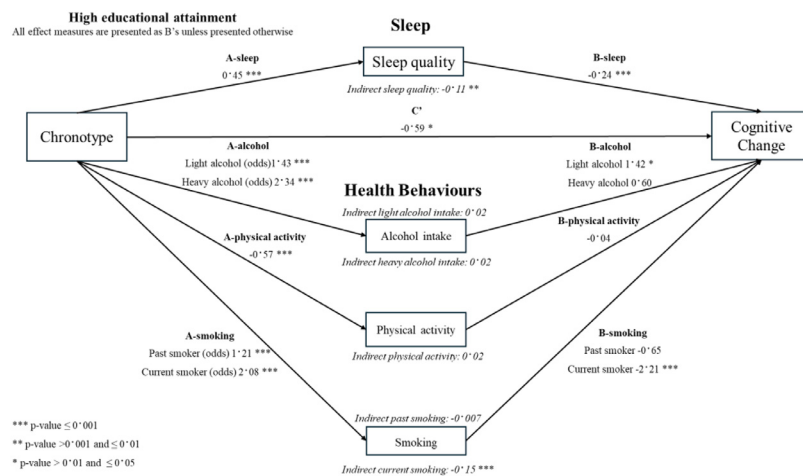 High educational attainment
All effect measures are presented as B's unless presented otherwise
Sleep
A-sleep
0·45 ***
Sleep quality
Indirect sleep quality: -0·11 **
B-sleep
-0·24 ***
C'
-0·59 *
Chronotype
Cognitive
Change
A-alcohol
Light alcohol (odds)1·43 ***
Heavy alcohol (odds) 2·34 ***
B-alcohol
Light alcohol 1·42 *
Heavy alcohol 0·60
Health Behaviours
Indirect light alcohol intake: 0·02
Alcohol intake
Indirect heavy alcohol intake: 0·02
A-physical activity
-0·57 ***
B-physical activity
-0·04
Physical activity
Indirect physical activity: 0·02
A-smoking
Past smoker (odds) 1·21 ***
Current smoker (odds) 2·08 ***
B-smoking
Past smoker -0·65
Current smoker -2·21 ***
Indirect past smoking: -0·007
Smoking
Indirect current smoking: -0·15 ***
*** p-value ≤ 0·001
** p-value >0·001 and ≤ 0·01
* p-value > 0·01 and ≤ 0·05